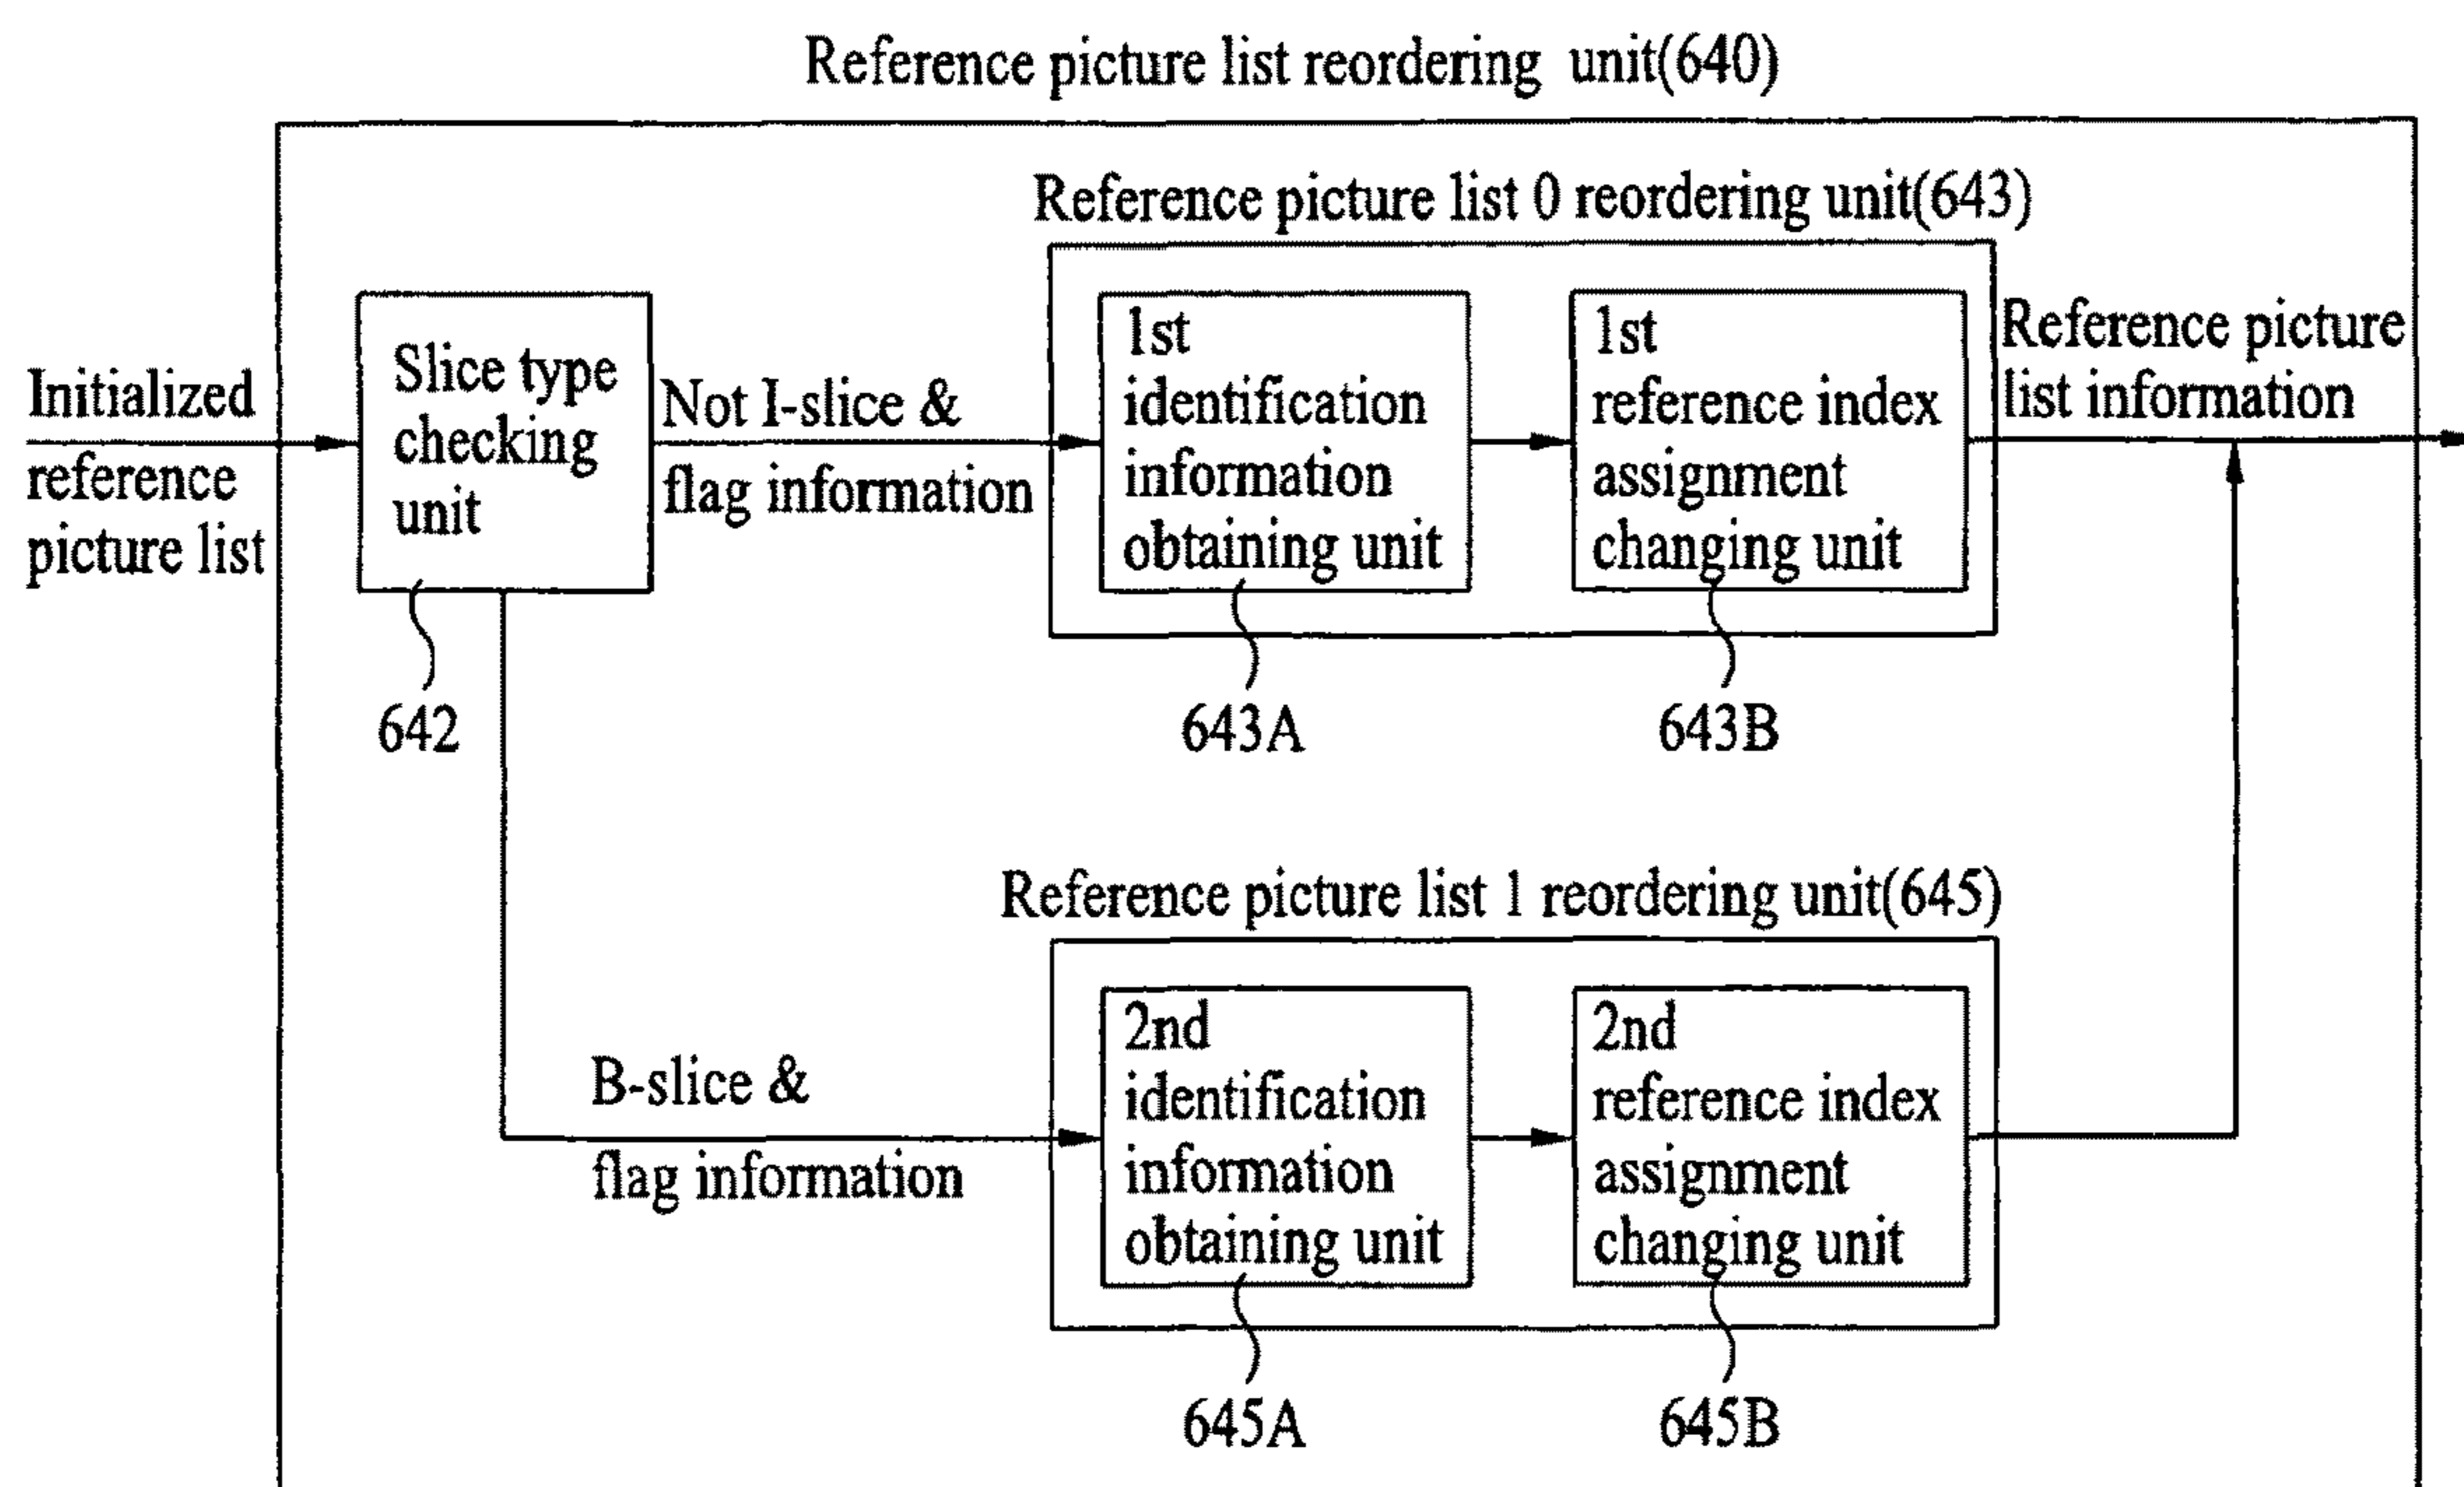 Reference picture list reordering unit(640)
Reference picture list 0 reordering unit(643)
Initialized
reference
picture list
Slice type
checking
unit
642
Not I-slice &
flag information
1st
identification
information
obtaining unit
643A
1st
reference index
assignment
changing unit
643B
Reference picture
list information
Reference picture list 1 reordering unit(645)
B-slice &
flag information
2nd
identification
information
obtaining unit
645A
2nd
reference index
assignment
changing unit
645B